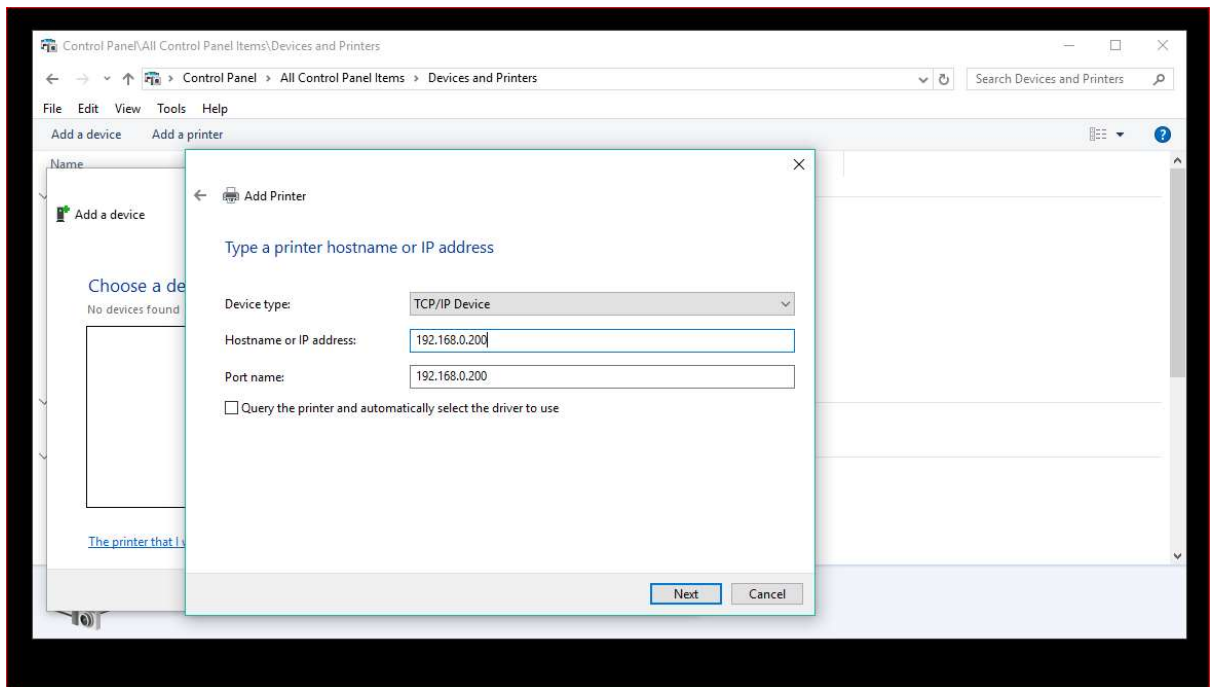 Control Panel\All Control Panel Items\Devices and Printers
Control Panel > All Control Panel Items > Devices and Printers
Search Devices and Printers
File Edit View Tools Help
Add a device Add a printer
Name
Add a device
Choose a de
No devices found
The printer that I
Add Printer
Type a printer hostname or IP address
Device type: TCP/IP Device
Hostname or IP address: 192.168.0.200
Port name: 192.168.0.200
Query the printer and automatically select the driver to use
Next Cancel